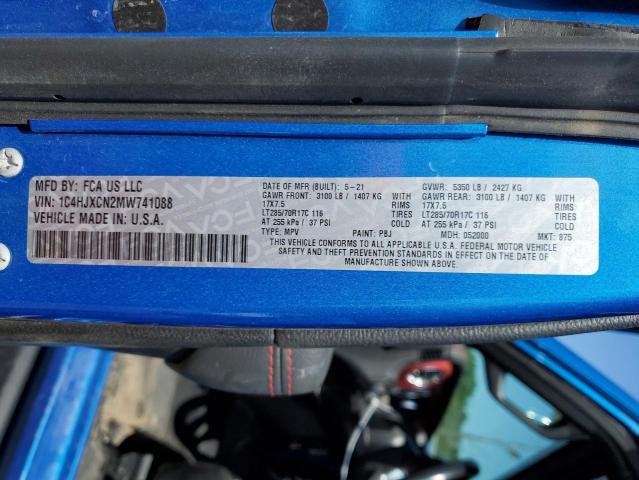 MFD BY: FCA US LLC
VIN: 1C4HJXCN2MW741088
VEHICLE MADE IN: U.S.A.
DATE OF MFR (BUILT): 5-21 GVWR: 5350 LB / 2427 KG
GAWR FRONT: 3100 LB / 1407 KG WITH GAWR REAR: 3100 LB / 1407 KG WITH
17X7.5 RIMS 17X7.5 RIMS
LT285/70R17C 116 TIRES LT285/70R17C 116 TIRES
AT 255 kPa / 37 PSI COLD AT 255 kPa / 37 PSI COLD
TYPE: MPV PAINT: PBJ MDH: 052000 MKT: 875
THIS VEHICLE CONFORMS TO ALL APPLICABLE U.S.A. FEDERAL MOTOR VEHICLE
SAFETY AND THEFT PREVENTION STANDARDS IN EFFECT ON THE DATE OF
MANUFACTURE SHOWN ABOVE.